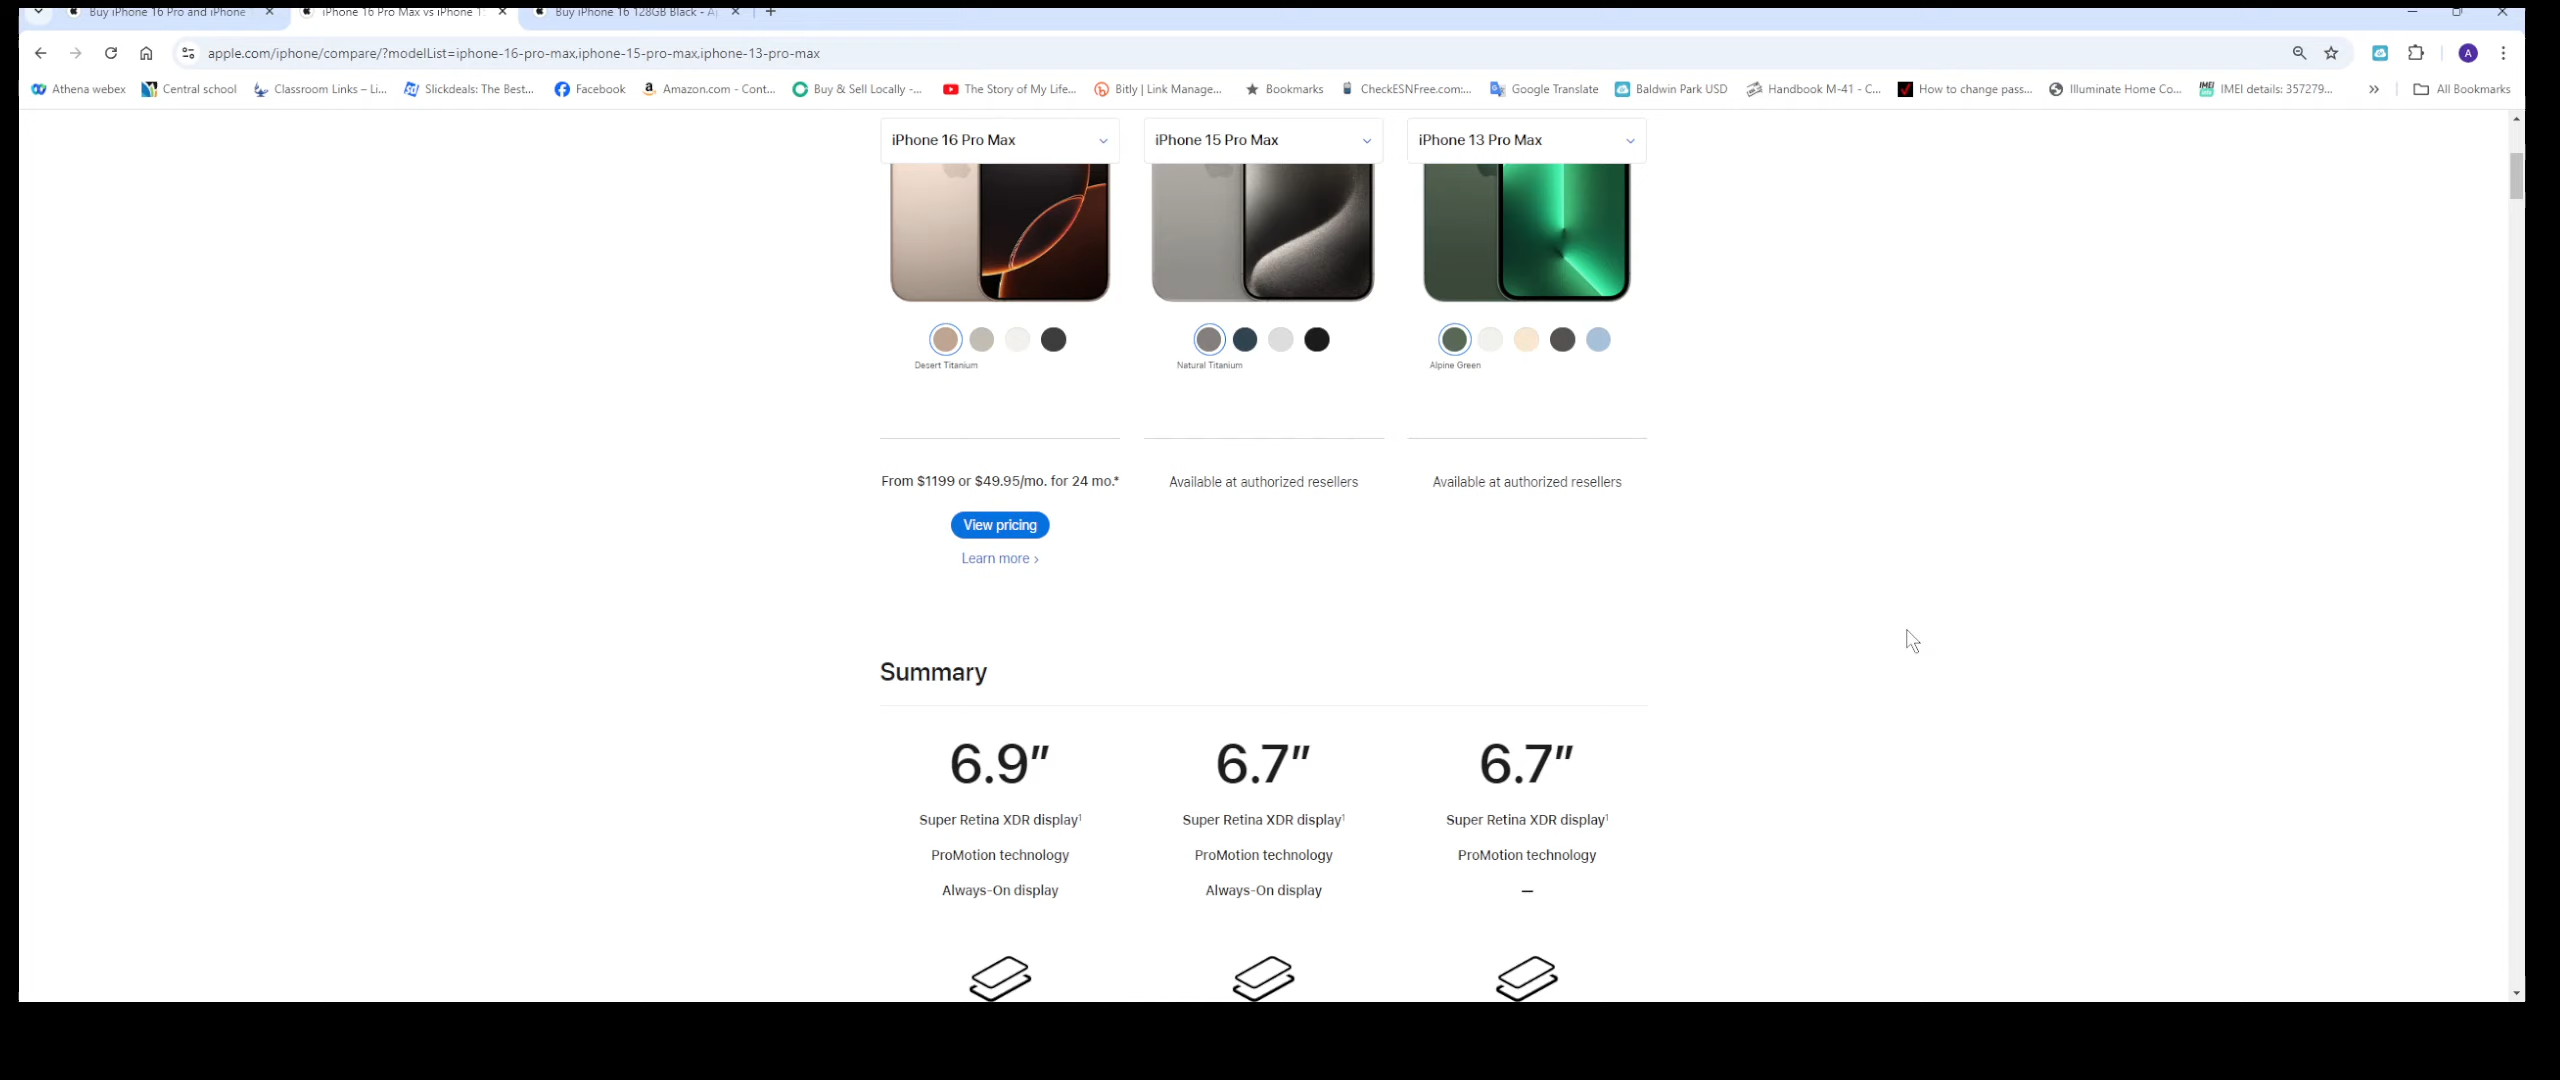 Buy iPhone 16 Pro and iPhone
iPhone 16 Pro Max vs iPhone 1
Buy iPhone 16 128GB Black - A
apple.com/iphone/compare/?modelList=iphone-16-pro-max,iphone-15-pro-max,iphone-13-pro-max
A
Athena webex
Central school
Classroom Links – Li...
Slickdeals: The Best...
Facebook
Amazon.com - Cont...
Buy & Sell Locally -...
The Story of My Life...
Bitly | Link Manage...
Bookmarks
CheckESNFree.com:...
Google Translate
Baldwin Park USD
Handbook M-41 - C...
How to change pass...
Illuminate Home Co...
IMEI details: 357279...
All Bookmarks
iPhone 16 Pro Max
iPhone 15 Pro Max
iPhone 13 Pro Max
Desert Titanium
Natural Titanium
Alpine Green
From $1199 or $49.95/mo. for 24 mo.*
Available at authorized resellers
Available at authorized resellers
View pricing
Learn more >
Summary
6.9″ 6.7″ 6.7″
Super Retina XDR display¹ Super Retina XDR display¹ Super Retina XDR display¹
ProMotion technology ProMotion technology ProMotion technology
Always-On display Always-On display –